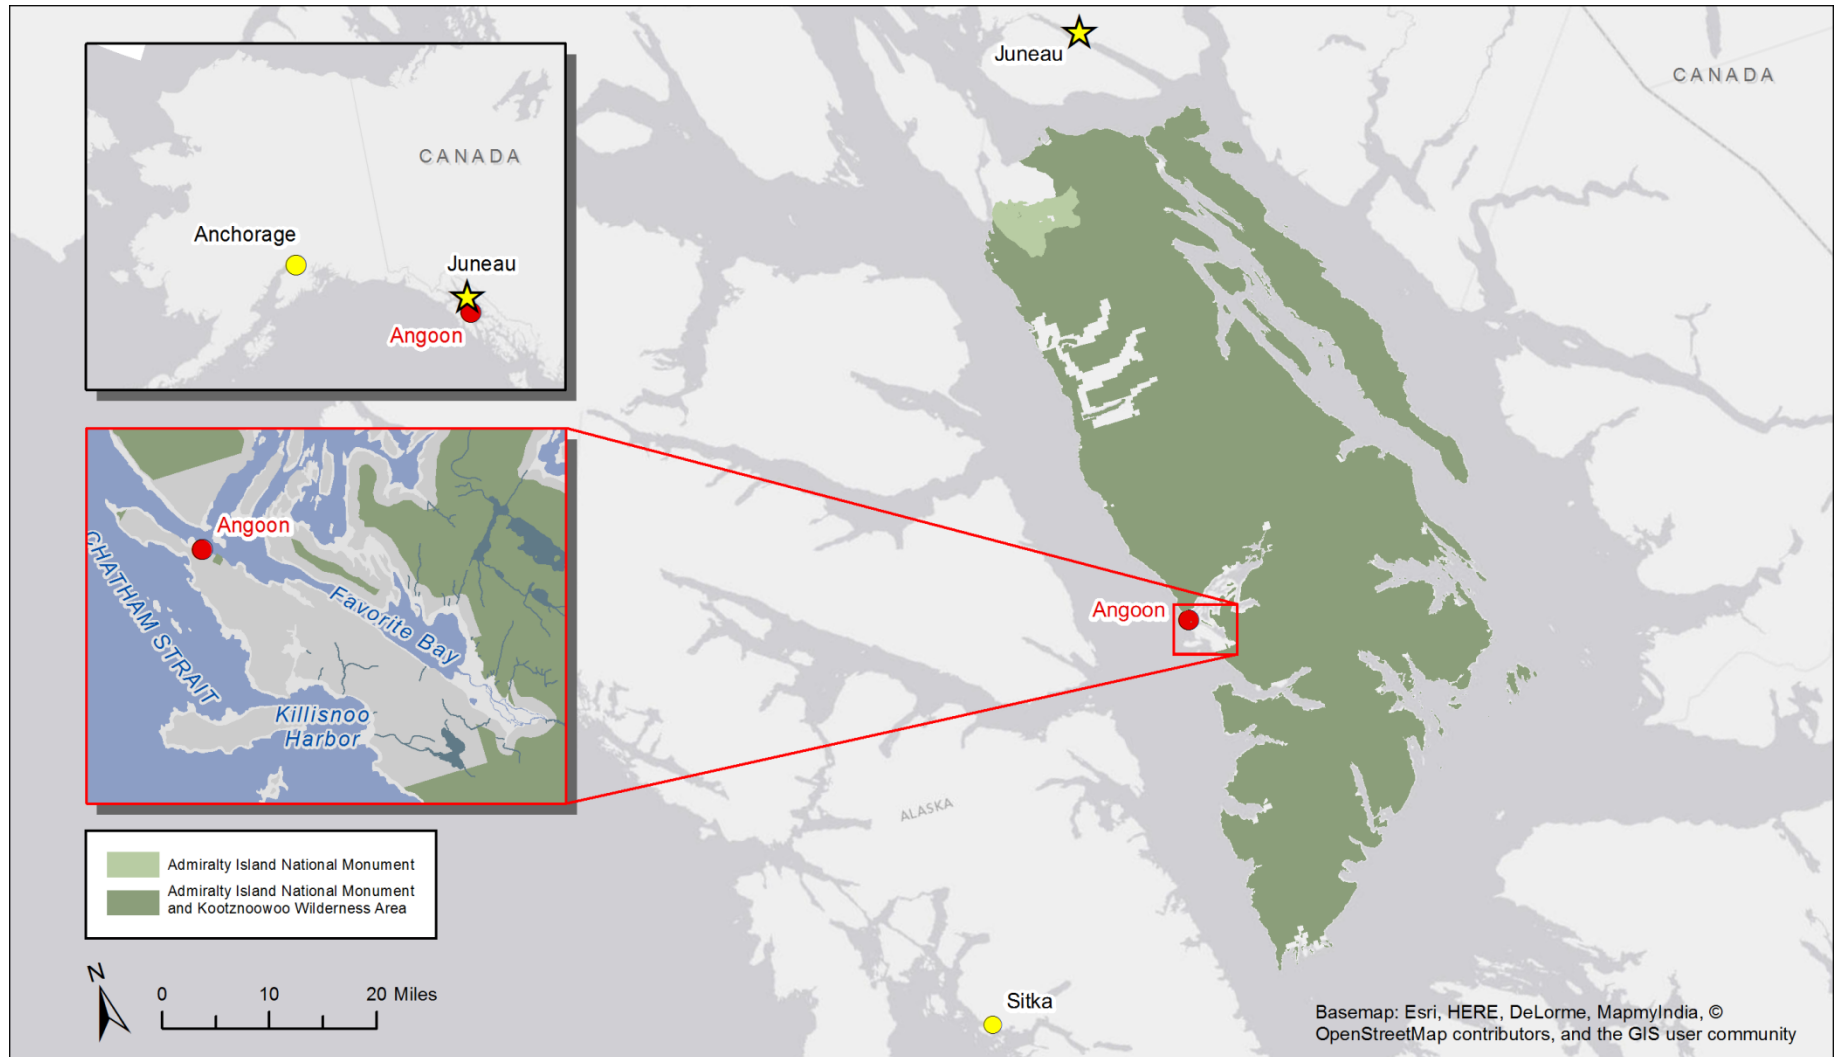 Juneau
CANADA
CANADA
Anchorage
Juneau
Angoon
Angoon
CHATHAM STRAIT
Favorite Bay
Killisnoo
Harbor
Angoon
ALASKA
Admiralty Island National Monument
Admiralty Island National Monument
and Kootznoowoo Wilderness Area
N
0 10 20 Miles
Sitka
Basemap: Esri, HERE, DeLorme, MapmyIndia, ©
OpenStreetMap contributors, and the GIS user community